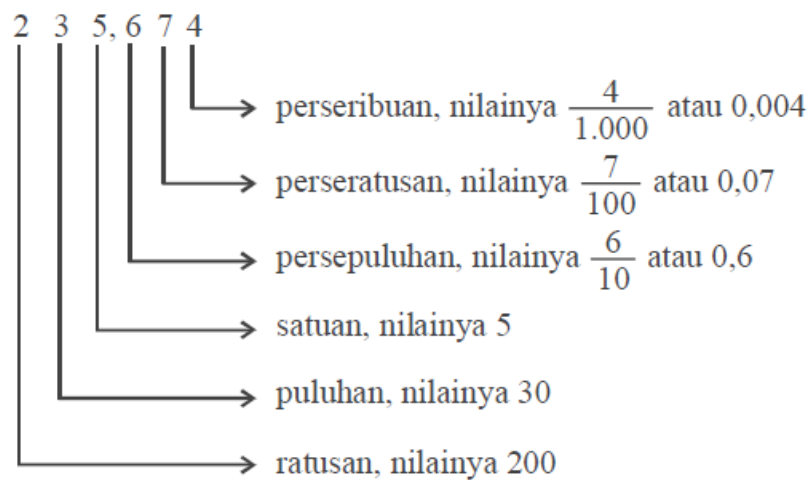 2 3 5, 6 7 4
perseribuan, nilainya 4/1.000 atau 0,004
perseratusan, nilainya 7/100 atau 0,07
persepuluhan, nilainya 6/10 atau 0,6
satuan, nilainya 5
puluhan, nilainya 30
ratusan, nilainya 200